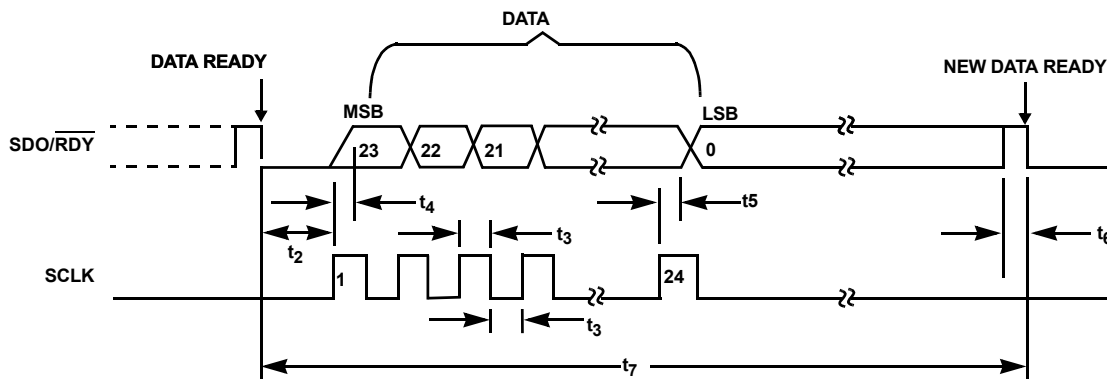 DATA
DATA READY
NEW DATA READY
MSB
LSB
SDO/RDY
23
22
21
0
t4
t5
t2
t3
t6
SCLK
1
24
t3
t7